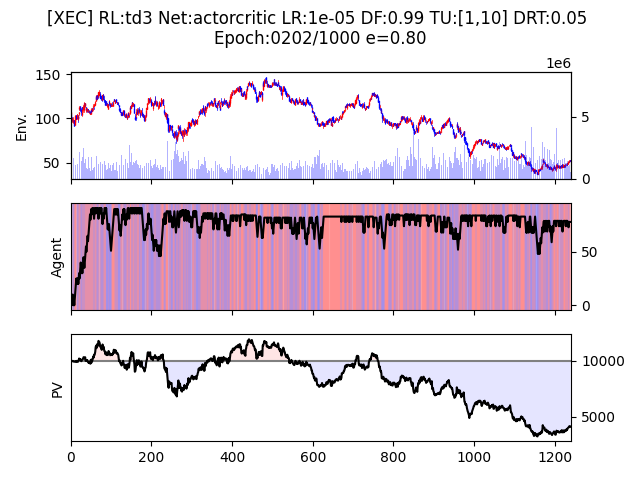 [XEC] RL:td3 Net:actorcritic LR:1e-05 DF:0.99 TU:[1,10] DRT:0.05
Epoch:0202/1000 e=0.80
1e6
150
100
50
Env.
5
0
Agent
50
0
PV
10000
5000
0 200 400 600 800 1000 1200